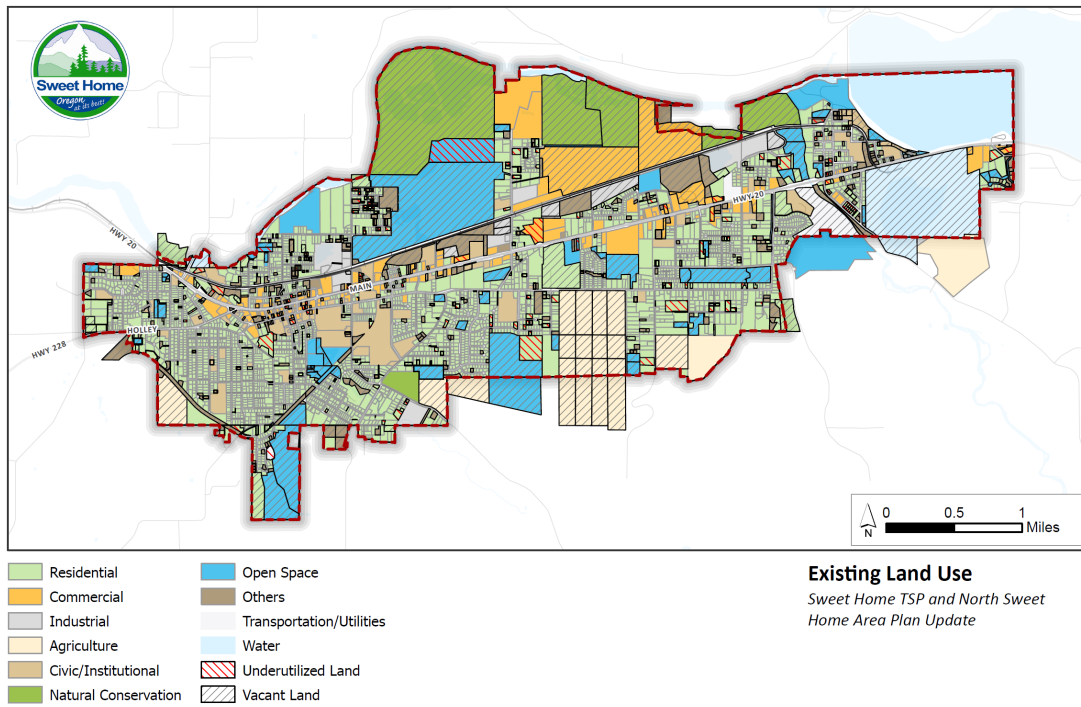 Sweet Home
Oregon
at its best!
HWY 20
HWY 20
MAIN
HOLLEY
HWY 228
0 0.5 1
Miles
N
Residential
Commercial
Industrial
Agriculture
Civic/Institutional
Natural Conservation
Open Space
Others
Transportation/Utilities
Water
Underutilized Land
Vacant Land
Existing Land Use
Sweet Home TSP and North Sweet
Home Area Plan Update